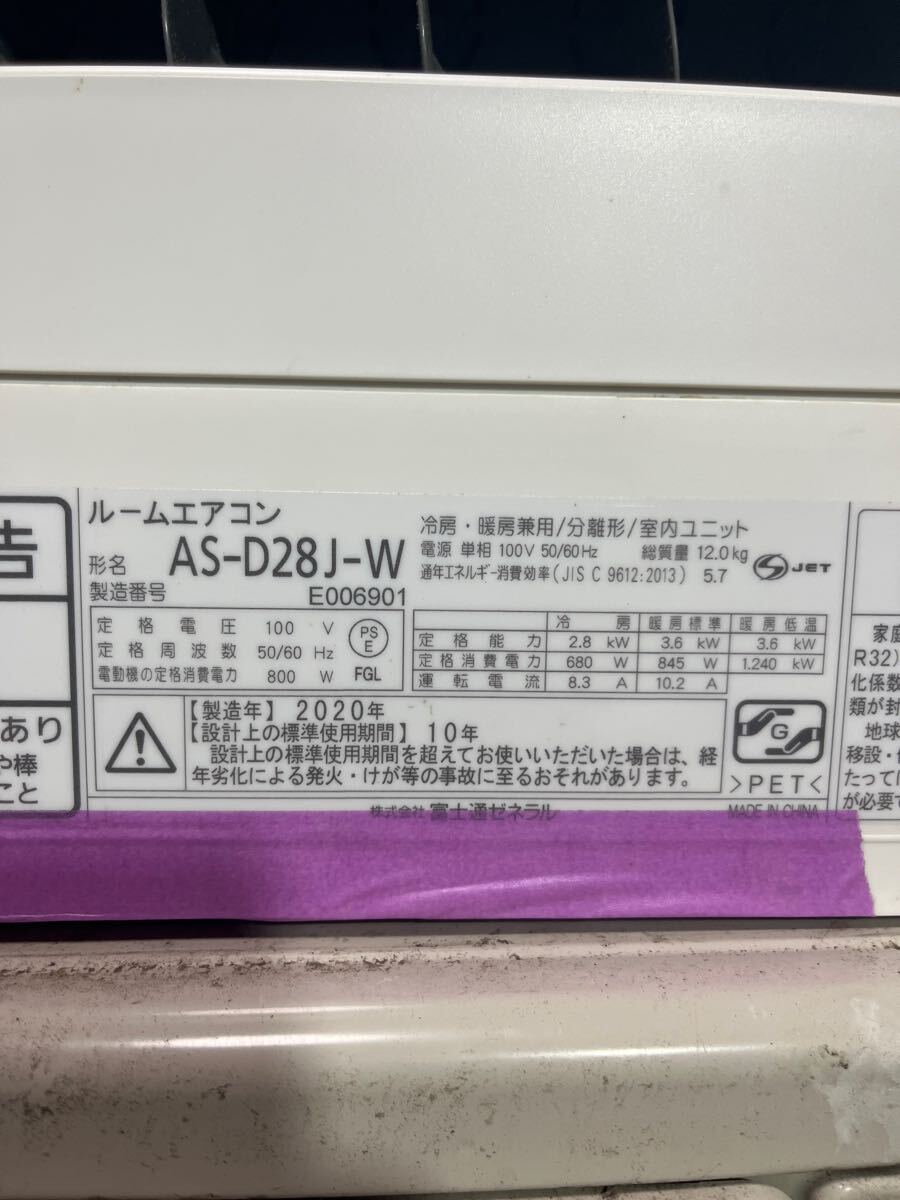 告
あり
や棒
こと
ルームエアコン
形名 AS-D28J-W
製造番号 E006901
定格電圧 100 V
定格周波数 50/60 Hz
電動機の定格消費電力 800 W
PS
E
FGL
冷房・暖房兼用/分離形/室内ユニット
電源 単相 100V 50/60Hz 総質量 12.0kg
通年エネルギー消費効率(JIS C 9612:2013) 5.7
S JET
冷房 暖房標準 暖房低温
定格能力 2.8 kW 3.6 kW 3.6 kW
定格消費電力 680 W 845 W 1.240 kW
運転電流 8.3 A 10.2 A
【製造年】2020年
【設計上の標準使用期間】10年
設計上の標準使用期間を超えてお使いいただいた場合は、経
年劣化による発火・けが等の事故に至るおそれがあります。
G
>PET<
株式会社 富士通ゼネラル
MADE IN CHINA
家庭
R32)
化係数
類が封
地球
移設・
たって
が必要で